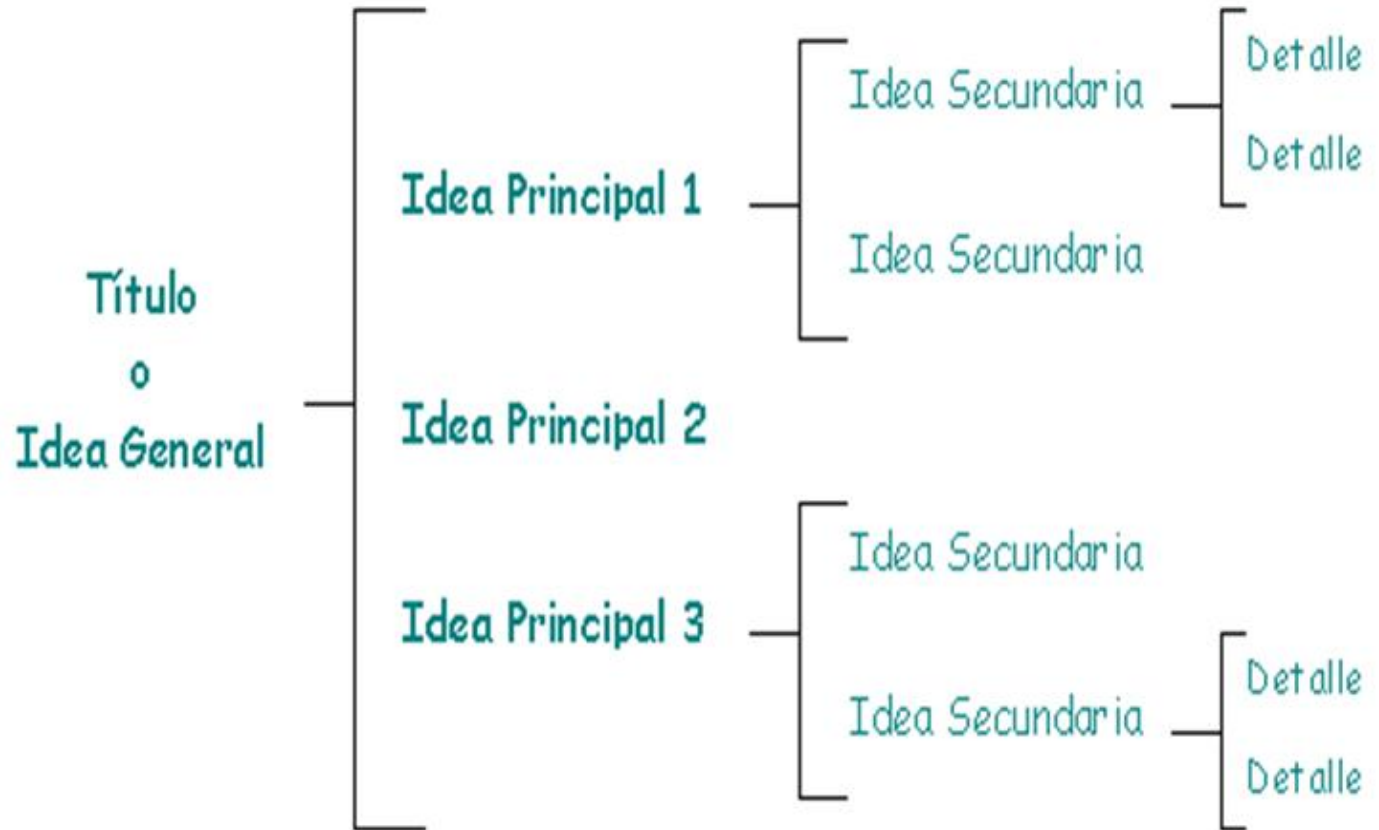 Título
o
Idea General
Idea Principal 1
Idea Secundaria
Detalle
Detalle
Idea Secundaria
Idea Principal 2
Idea Principal 3
Idea Secundaria
Idea Secundaria
Detalle
Detalle